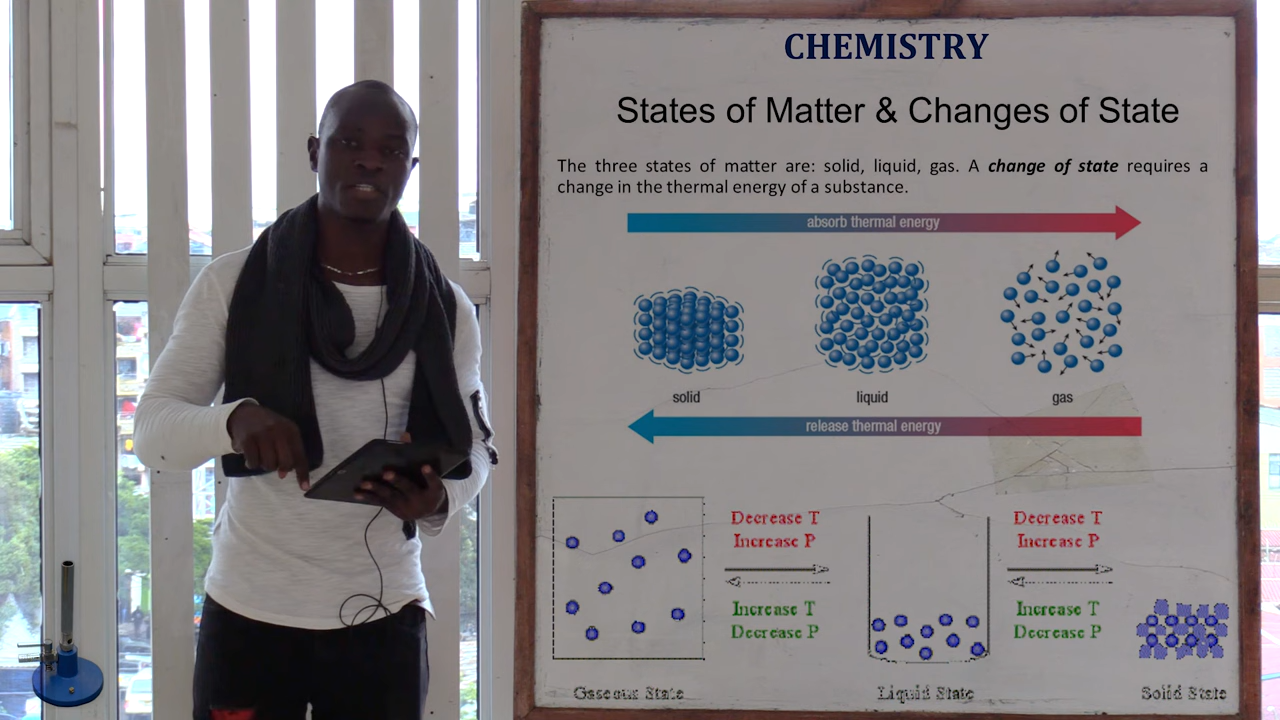 CHEMISTRY
States of Matter & Changes of State
The three states of matter are: solid, liquid, gas. A change of state requires a
change in the thermal energy of a substance.
absorb thermal energy
solid liquid gas
release thermal energy
Decrease T Decrease T
Increase P Increase P
Increase T Increase T
Decrease P Decrease P
Gaseous State Liquid State Solid State